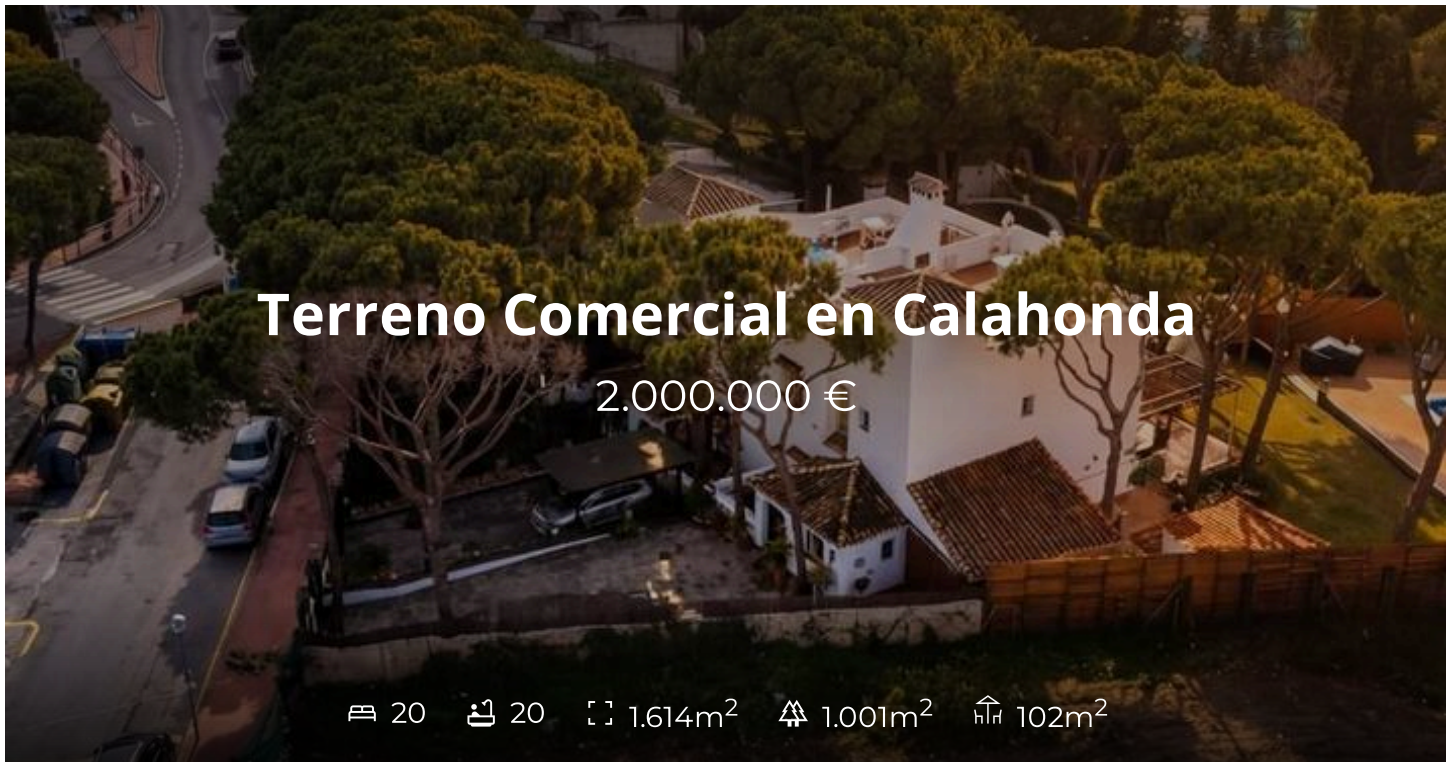 Terreno Comercial en Calahonda
2.000.000 €
20 20 1.614m² 1.001m² 102m²